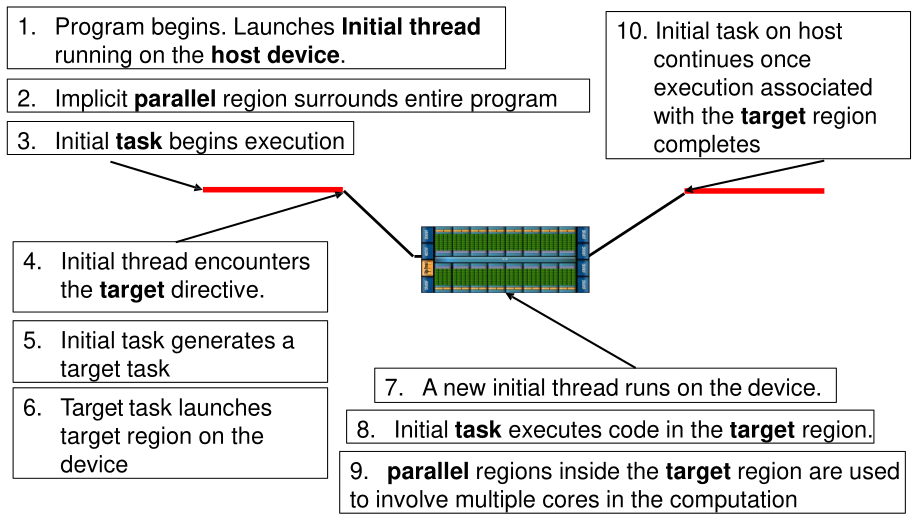 1. Program begins. Launches Initial thread
running on the host device.
2. Implicit parallel region surrounds entire program
3. Initial task begins execution
10. Initial task on host
continues once
execution associated
with the target region
completes
4. Initial thread encounters
the target directive.
5. Initial task generates a
target task
6. Target task launches
target region on the
device
7. A new initial thread runs on the device.
8. Initial task executes code in the target region.
9. parallel regions inside the target region are used
to involve multiple cores in the computation